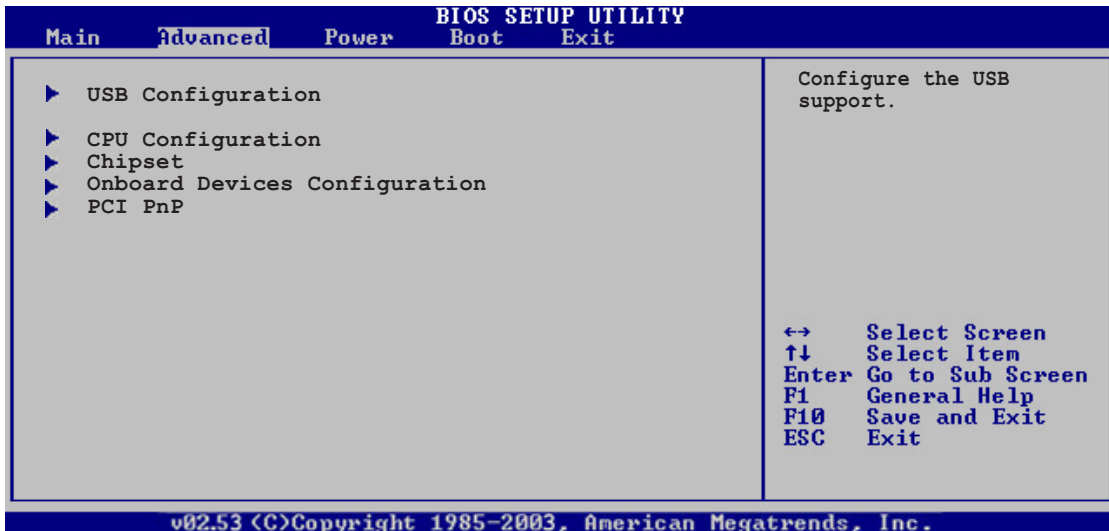 BIOS SETUP UTILITY
Main Advanced Power Boot Exit
USB Configuration
CPU Configuration
Chipset
Onboard Devices Configuration
PCI PnP
Configure the USB
support.
←→ Select Screen
↑↓ Select Item
Enter Go to Sub Screen
F1 General Help
F10 Save and Exit
ESC Exit
v02.53 (C)Copyright 1985-2003, American Megatrends, Inc.